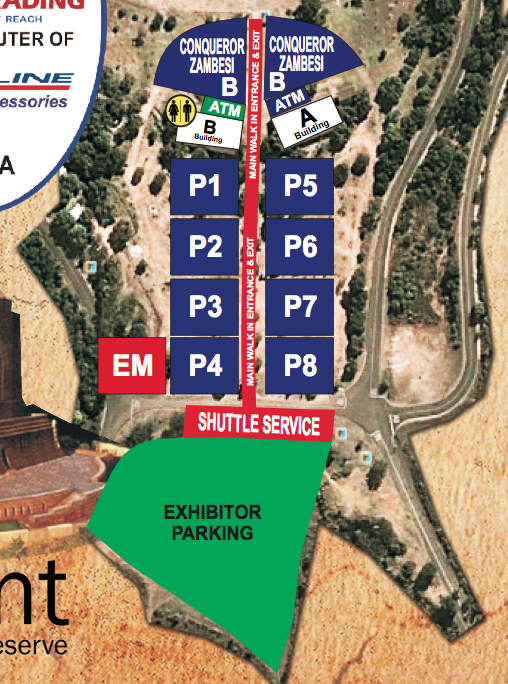 ADING
REACH
UTER OF
LINE
essories
A
CONQUEROR
ZAMBESI
B
CONQUEROR
ZAMBESI
B
ATM
ATM
B
Building
A
Building
MAIN WALK IN ENTRANCE & EXIT
P1
P5
P2
P6
MAIN WALK IN ENTRANCE & EXIT
P3
P7
EM
P4
P8
SHUTTLE SERVICE
EXHIBITOR
PARKING
nt
eserve